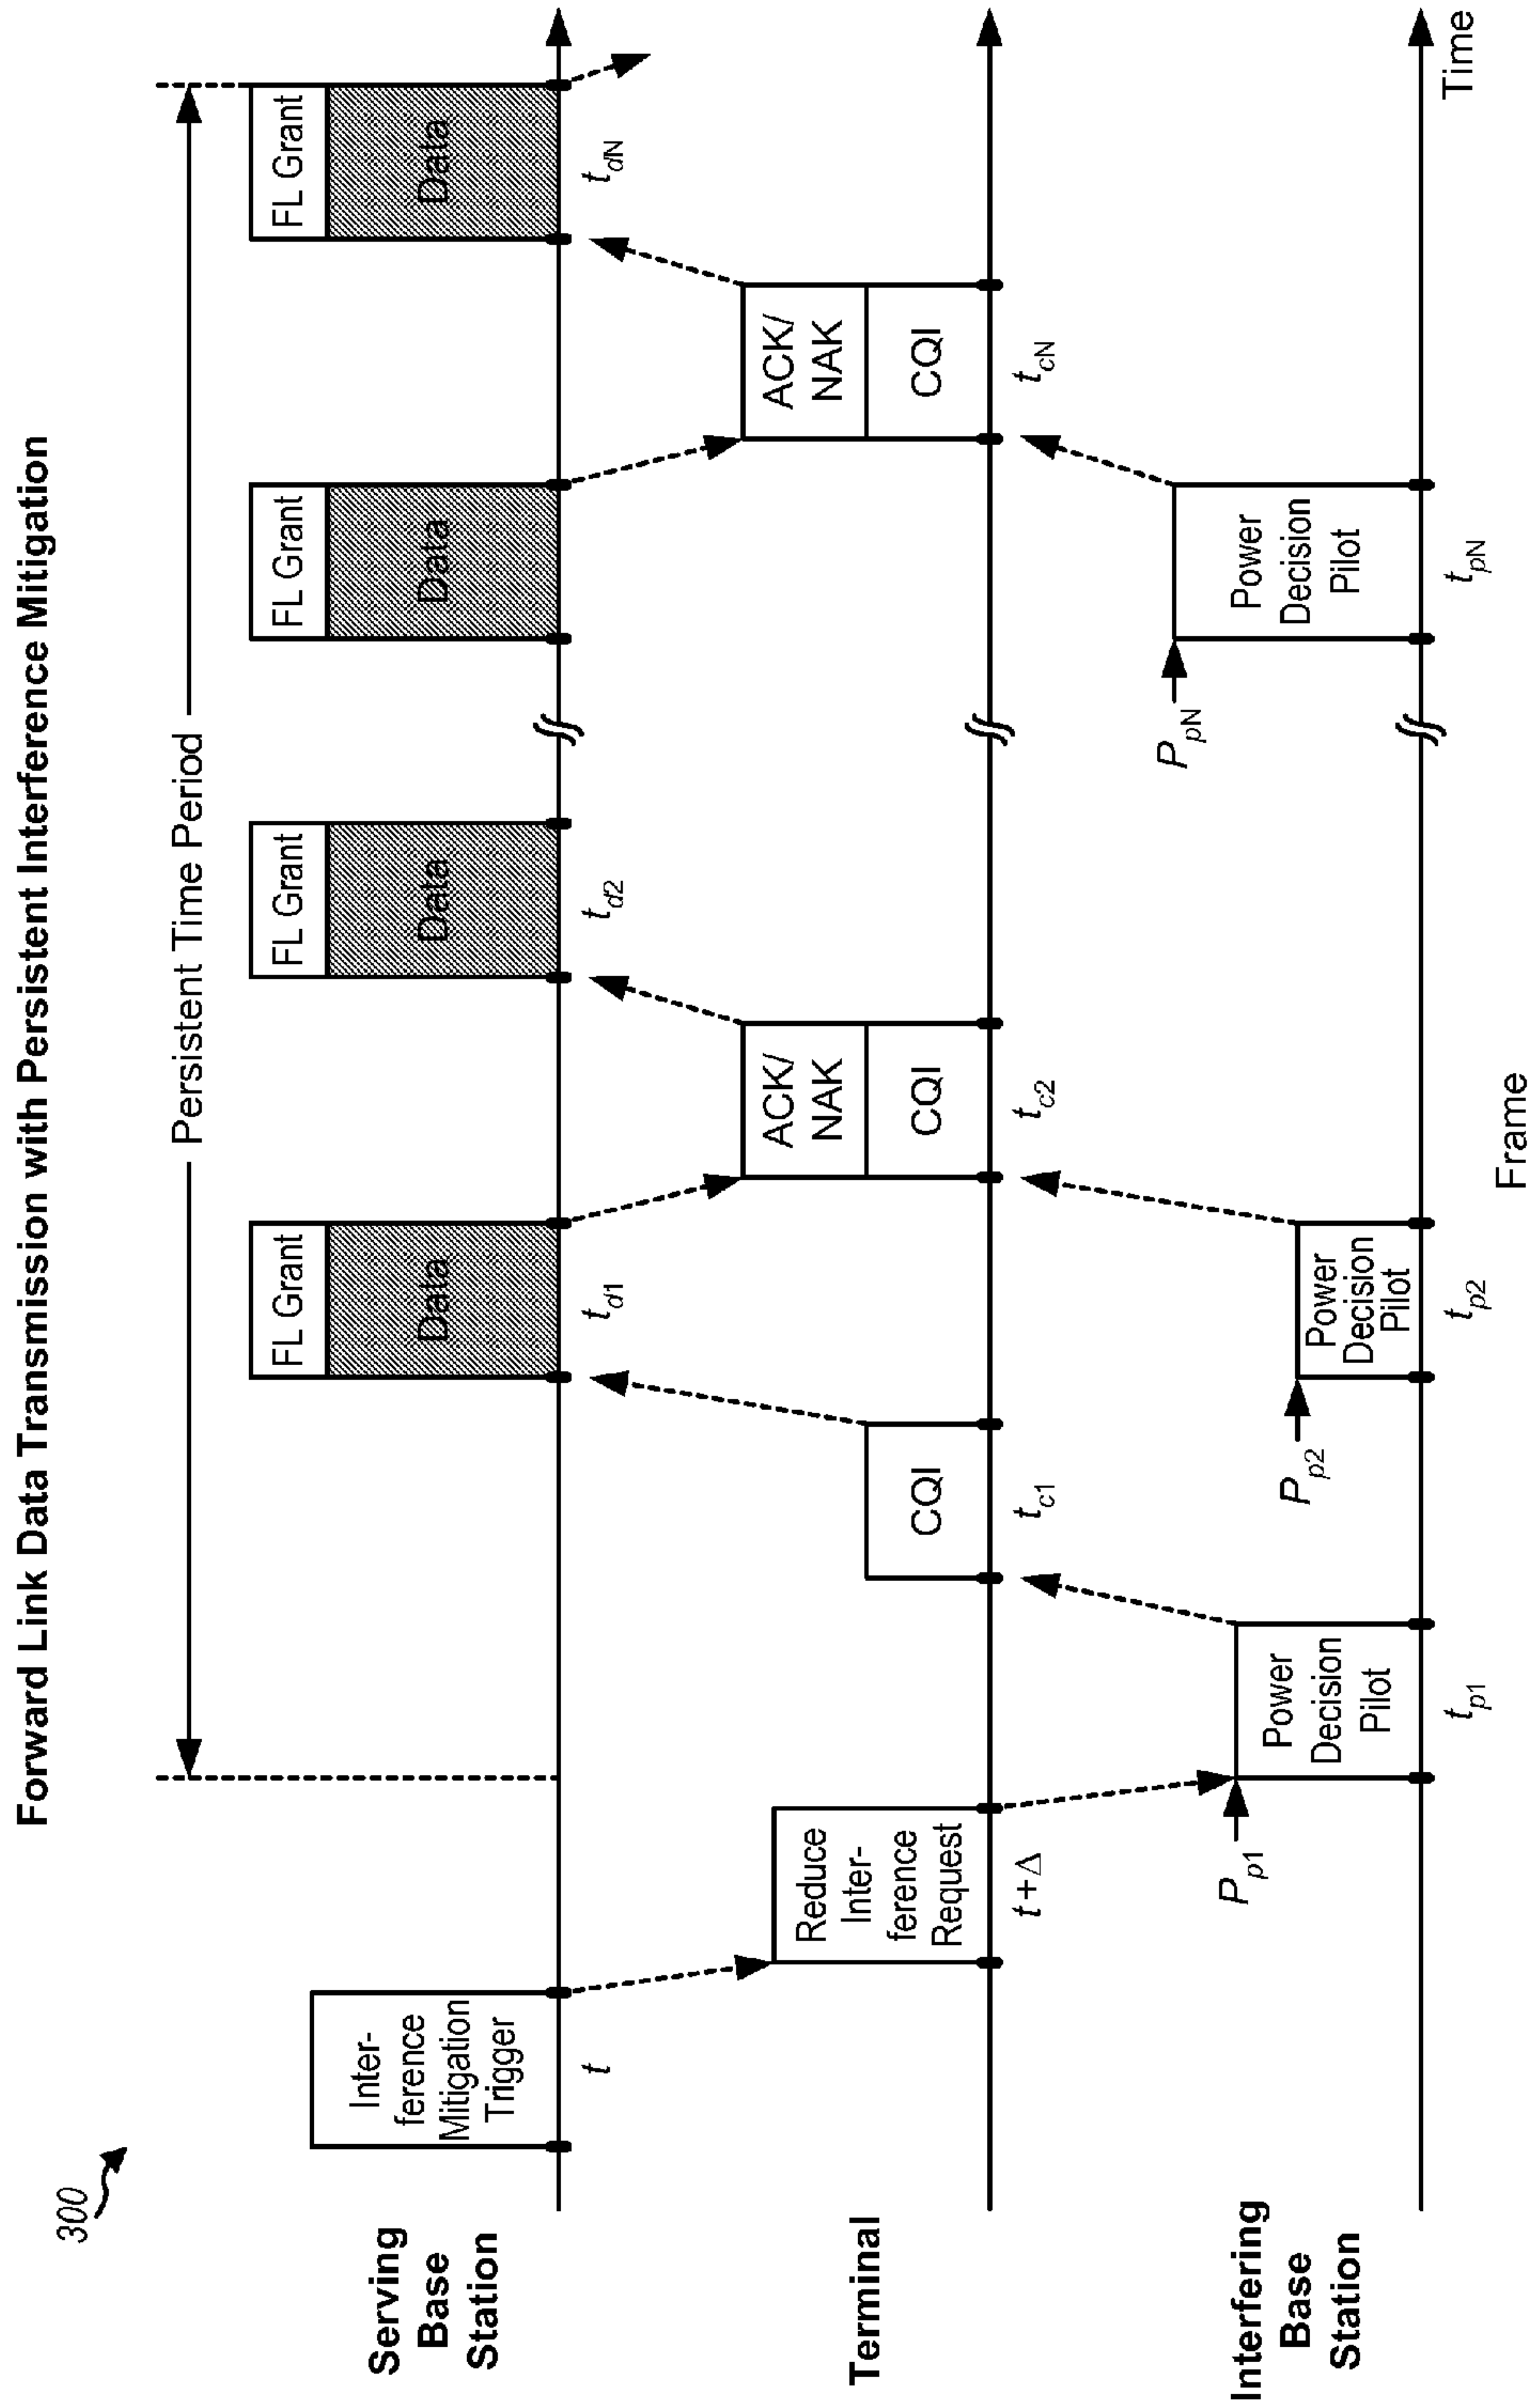 Forward Link Data Transmission with Persistent Interference Mitigation
300
Persistent Time Period
Serving
Base
Station
Inter-
ference
Mitigation
Trigger
t
FL Grant
Data
t_d1
FL Grant
Data
t_d2
FL Grant
Data
FL Grant
Data
t_dN
Terminal
Reduce
Inter-
ference
Request
t + Δ
CQI
t_c1
ACK/
NAK
CQI
t_c2
ACK/
NAK
CQI
t_cN
Interfering
Base
Station
P_p1
Power
Decision
Pilot
t_p1
P_p2
Power
Decision
Pilot
t_p2
P_pN
Power
Decision
Pilot
t_pN
Time
Frame